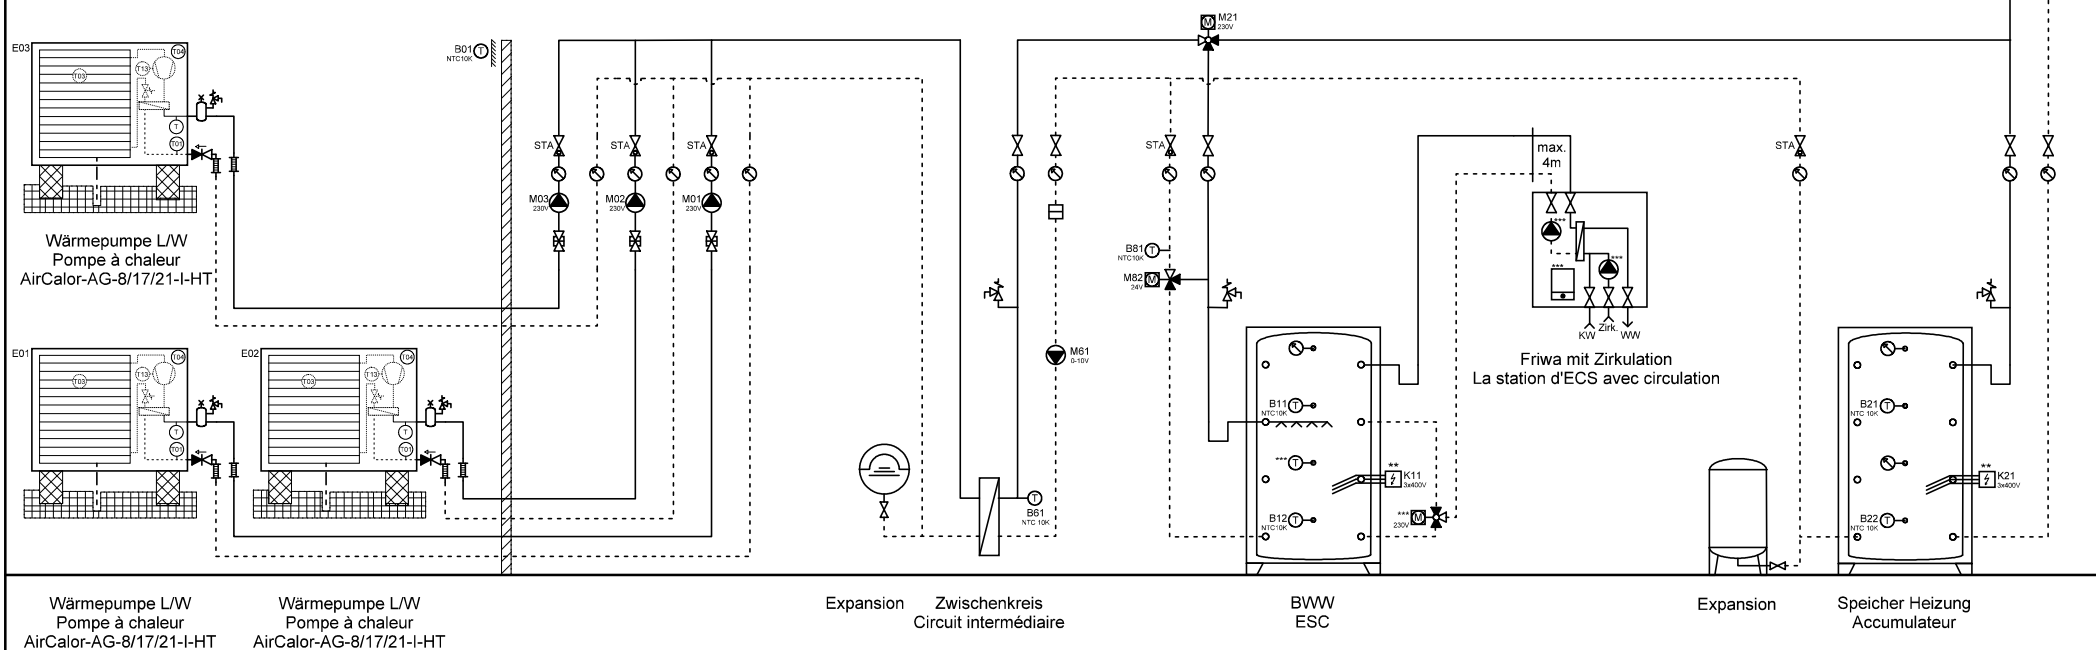 M21
230V
E03
T04
T03
T13
T
T01
B01
T
NTC10K
M
STA
STA
STA
STA
STA
max.
4m
M03
230V
M02
230V
M01
230V
***
***
***
KW
Zirk.
WW
Wärmepumpe L/W
Pompe à chaleur
AirCalor-AG-8/17/21-I-HT
B81
NTC10K
T
M82
24V
M
E01
T04
T03
T13
T
T01
E02
T04
T03
T13
T
T01
M61
0-10V
Friwa mit Zirkulation
La station d'ECS avec circulation
B11
NTC10K
T
B21
NTC 10K
T
***
T
**
K11
3x400V
**
K21
3x400V
T
B61
NTC 10K
B12
NTC10K
T
***
230V
M
B22
NTC 10K
T
Wärmepumpe L/W
Pompe à chaleur
AirCalor-AG-8/17/21-I-HT
Wärmepumpe L/W
Pompe à chaleur
AirCalor-AG-8/17/21-I-HT
Expansion
Zwischenkreis
Circuit intermédiaire
BWW
ESC
Expansion
Speicher Heizung
Accumulateur